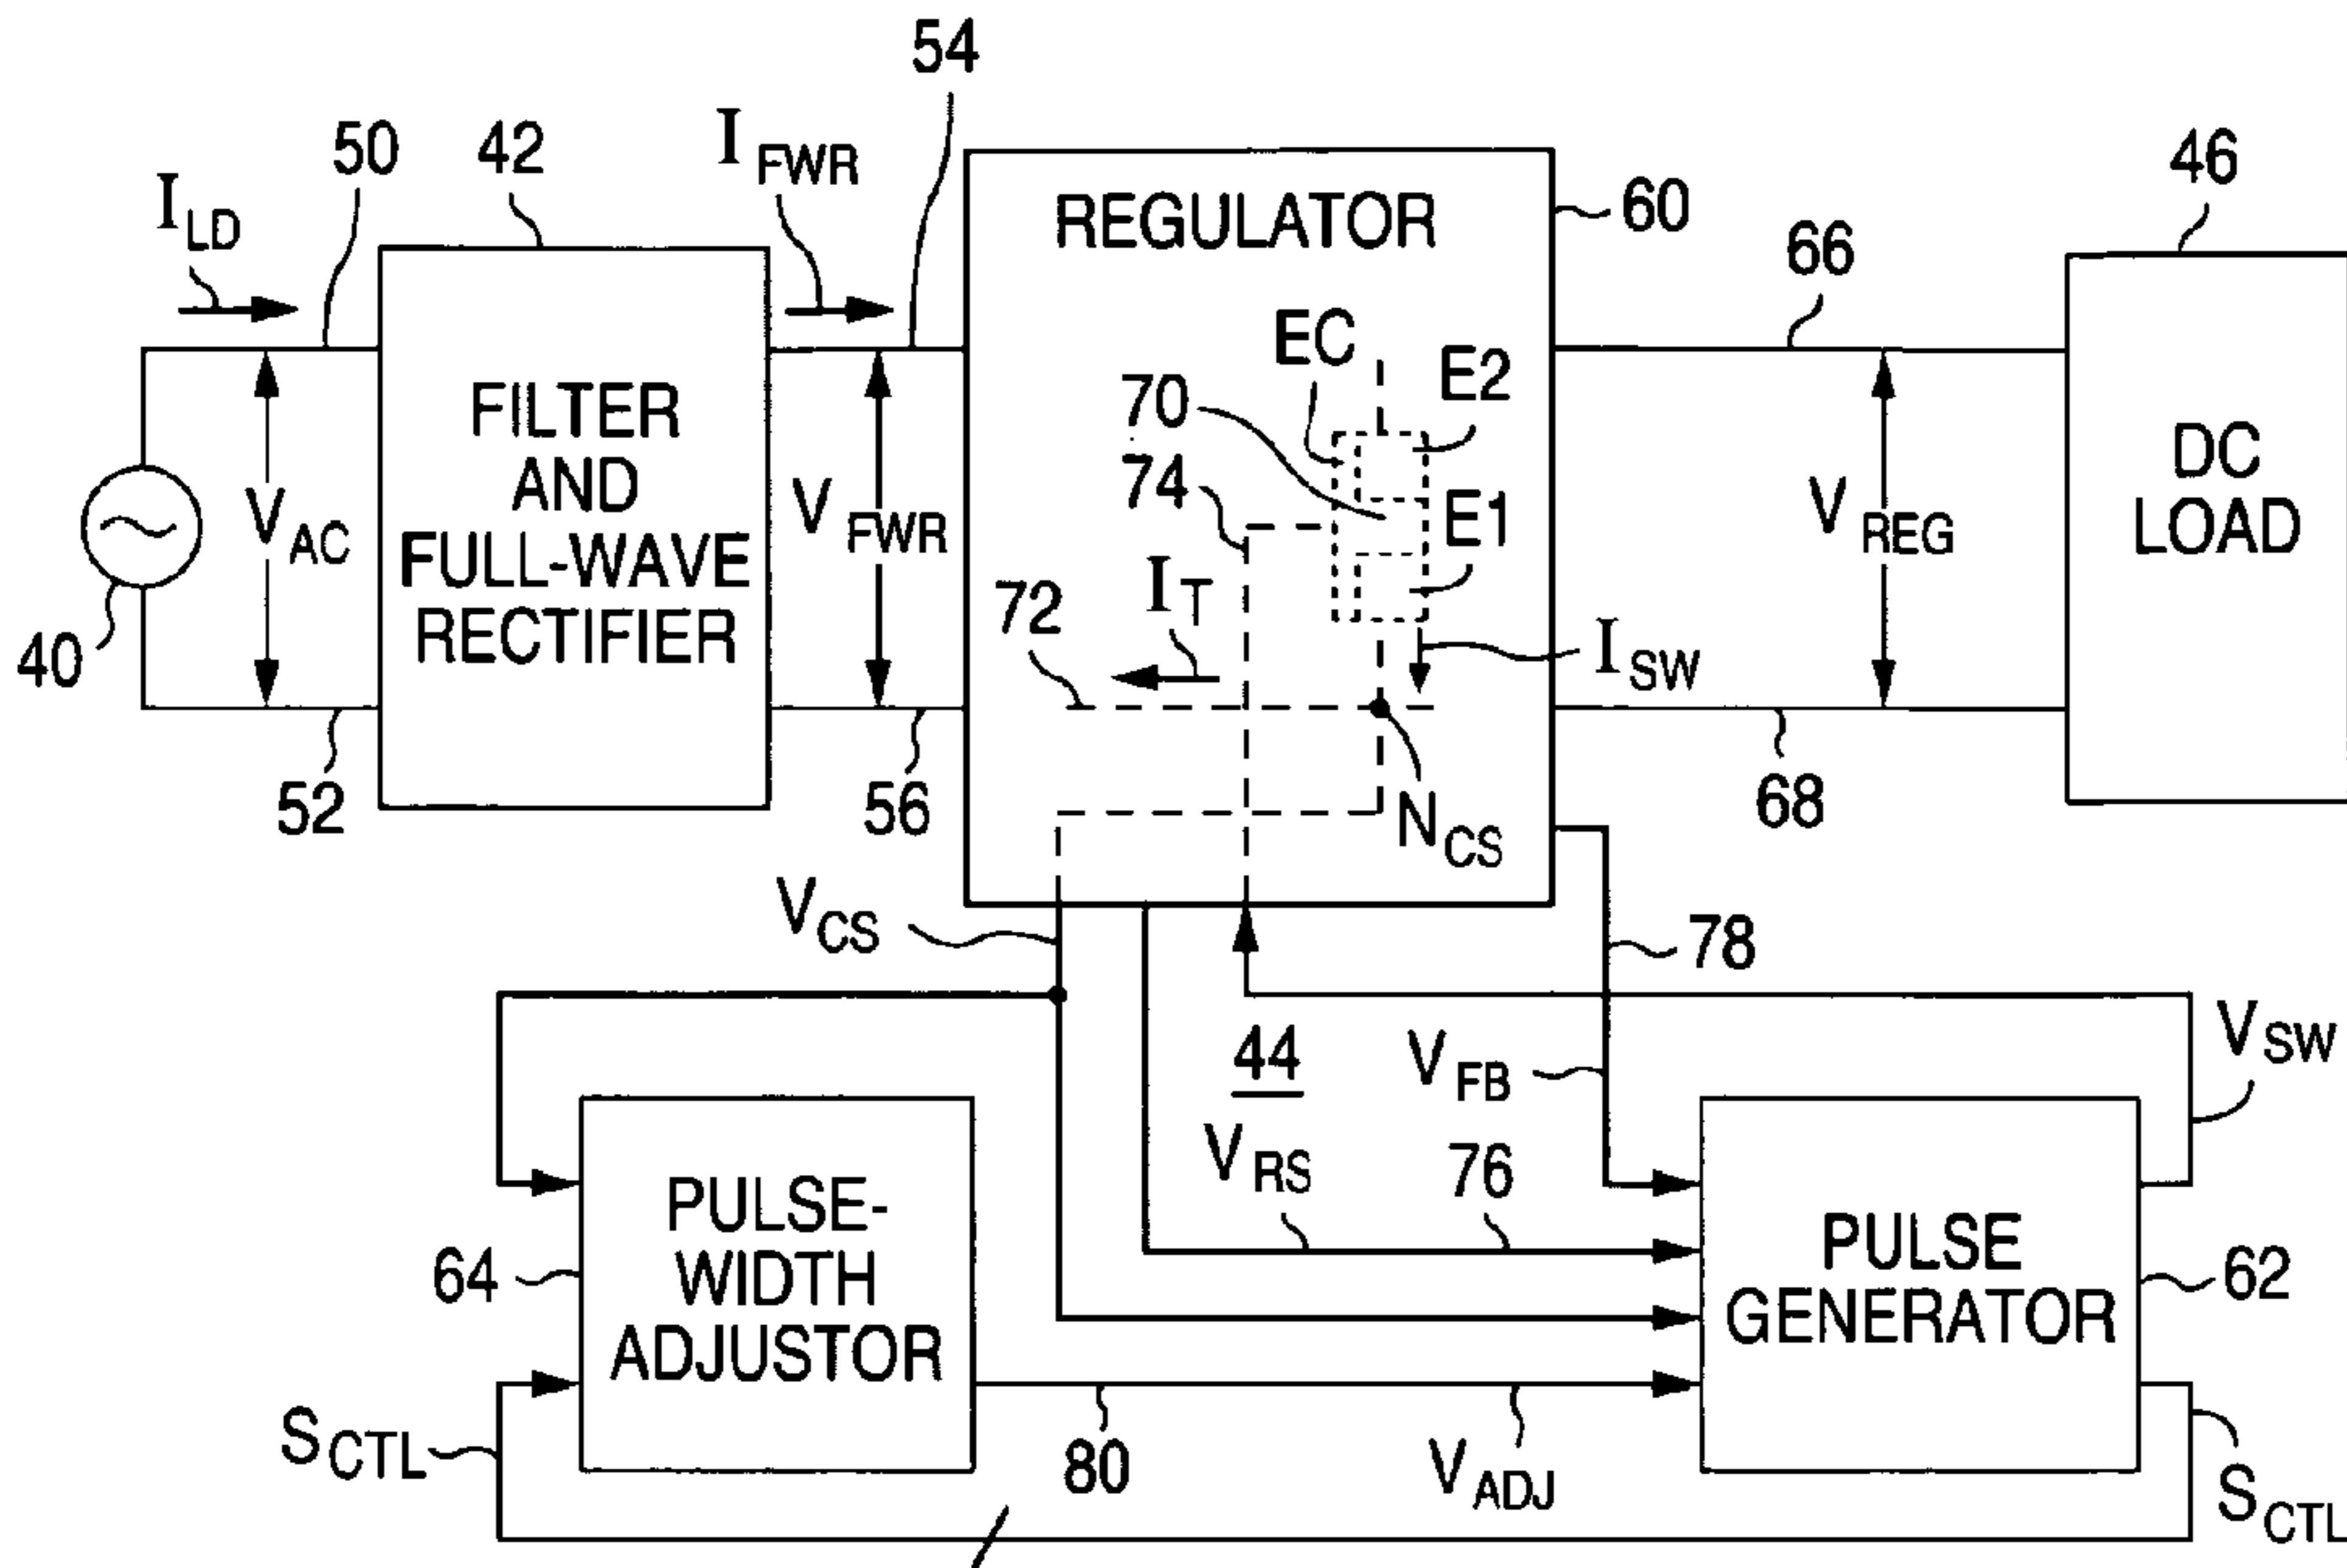 54
I FWR
50
42
I LD
46
REGULATOR
60
66
EC
E2
70
74
E1
FILTER
AND
FULL-WAVE
RECTIFIER
V AC
V FWR
V REG
DC
LOAD
I T
72
I SW
40
52
56
N CS
68
V CS
78
V SW
44
V FB
V RS
76
PULSE-
WIDTH
ADJUSTOR
64
PULSE
GENERATOR
62
S CTL
80
V ADJ
S CTL